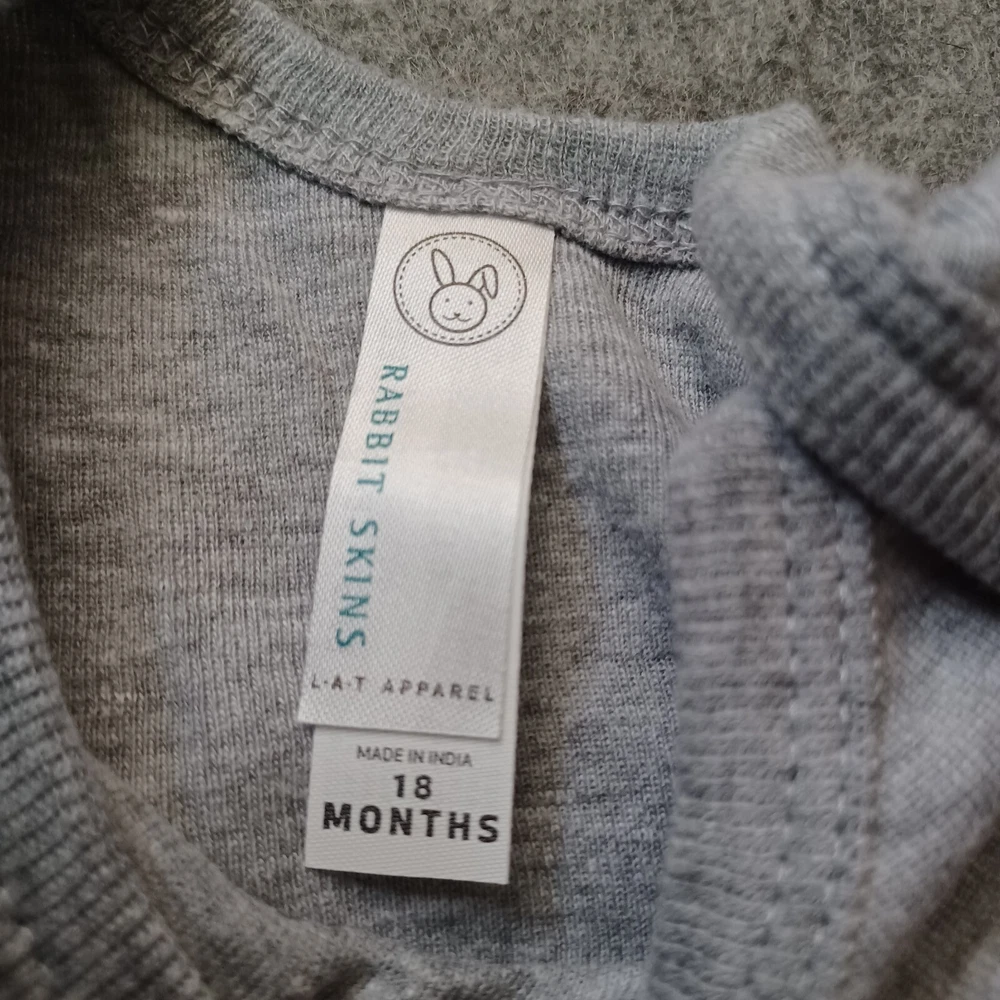 RABBIT SKINS
L·A·T APPAREL
MADE IN INDIA
18
MONTHS